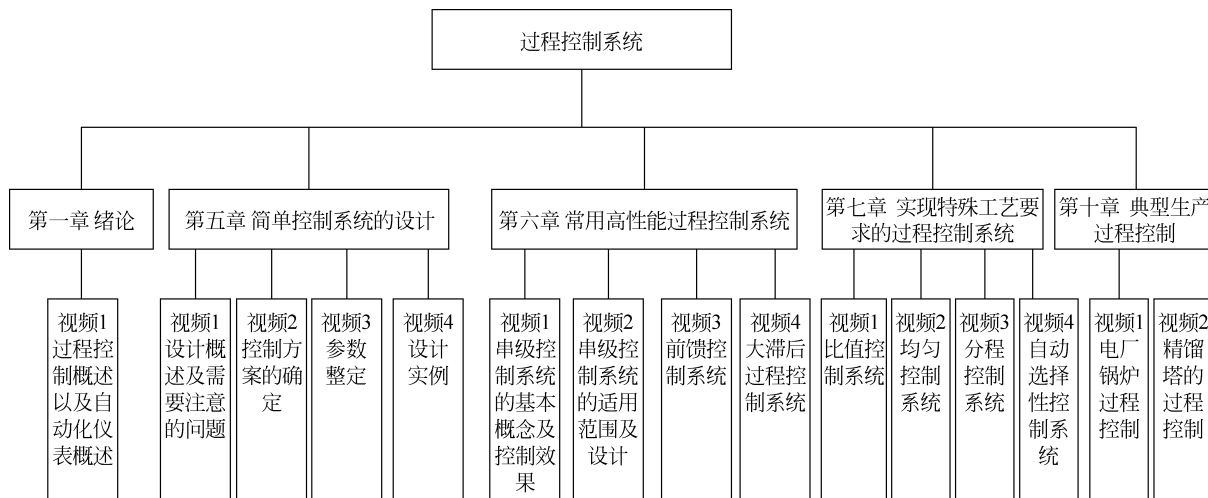 过程控制系统
第一章 绪论
第五章 简单控制系统的设计
第六章 常用高性能过程控制系统
第七章 实现特殊工艺要
求的过程控制系统
第十章 典型生产
过程控制
视频1
过程控
制概述
以及自
动化仪
表概述
视频1
设计概
述及需
要注意
的问题
视频2
控制方
案的确
定
视频3
参数
整定
视频4
设计
实例
视频1
串级控
制系统
的基本
概念及
控制效
果
视频2
串级控
制系统
的适用
范围及
设计
视频3
前馈控
制系统
视频4
大滞后
过程控
制系统
视频1
比值控
制系统
视频2
均匀
控制
系统
视频3
分程
控制
系统
视频4
自动
选择
性控
制系
统
视频1
电厂
锅炉
过程
控制
视频2
精馏
塔的
过程
控制